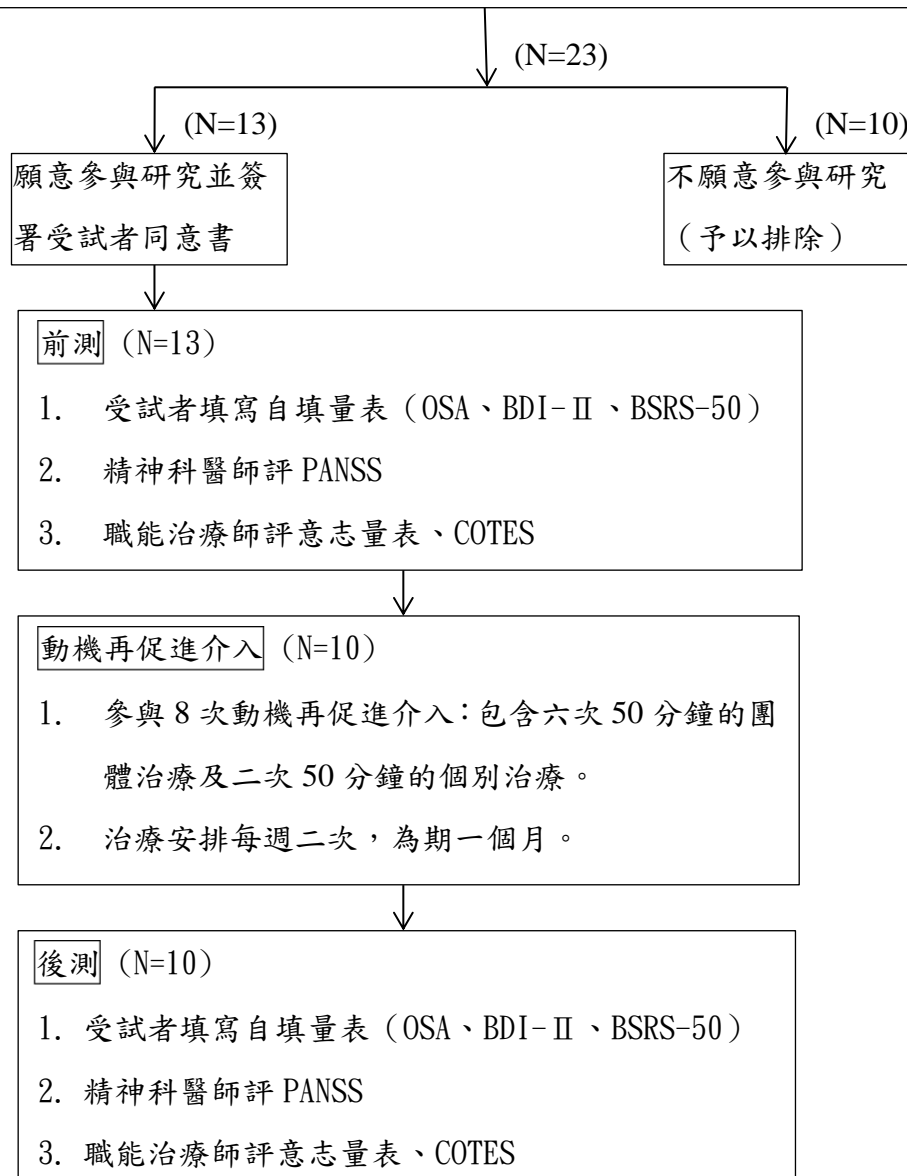 (N=23)
(N=13)
(N=10)
願意參與研究並簽
署受試者同意書
不願意參與研究
（予以排除）
前測 (N=13)
1. 受試者填寫自填量表（OSA、BDI-Ⅱ、BSRS-50）
2. 精神科醫師評 PANSS
3. 職能治療師評意志量表、COTES
動機再促進介入 (N=10)
1. 參與 8 次動機再促進介入：包含六次 50 分鐘的團
體治療及二次 50 分鐘的個別治療。
2. 治療安排每週二次，為期一個月。
後測 (N=10)
1. 受試者填寫自填量表（OSA、BDI-Ⅱ、BSRS-50）
2. 精神科醫師評 PANSS
3. 職能治療師評意志量表、COTES